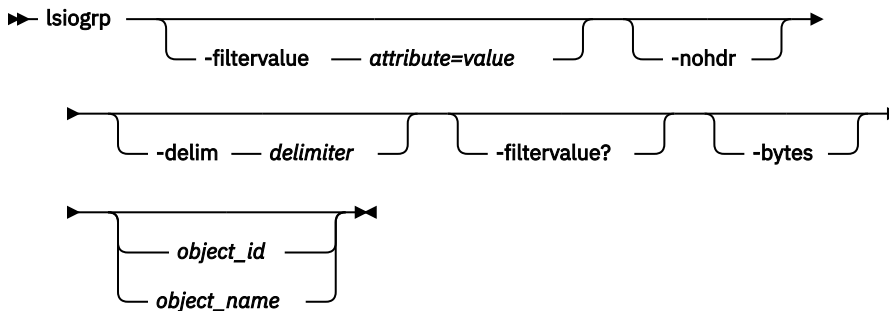 lsiogrp
-filtervalue attribute=value -nohdr
-delim delimiter -filtervalue? -bytes
object_id
object_name